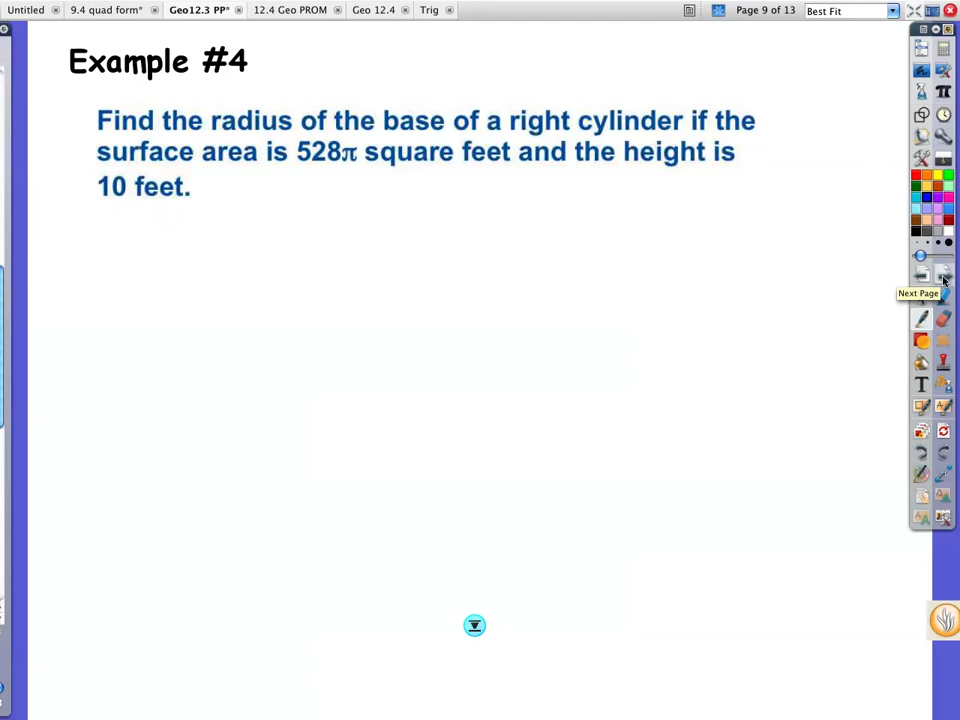 Untitled 9.4 quad form* Geo12.3 PP* 12.4 Geo PROM Geo 12.4 Trig Page 9 of 13 Best Fit
Example #4
Find the radius of the base of a right cylinder if the
surface area is 528π square feet and the height is
10 feet.
Next Page
T